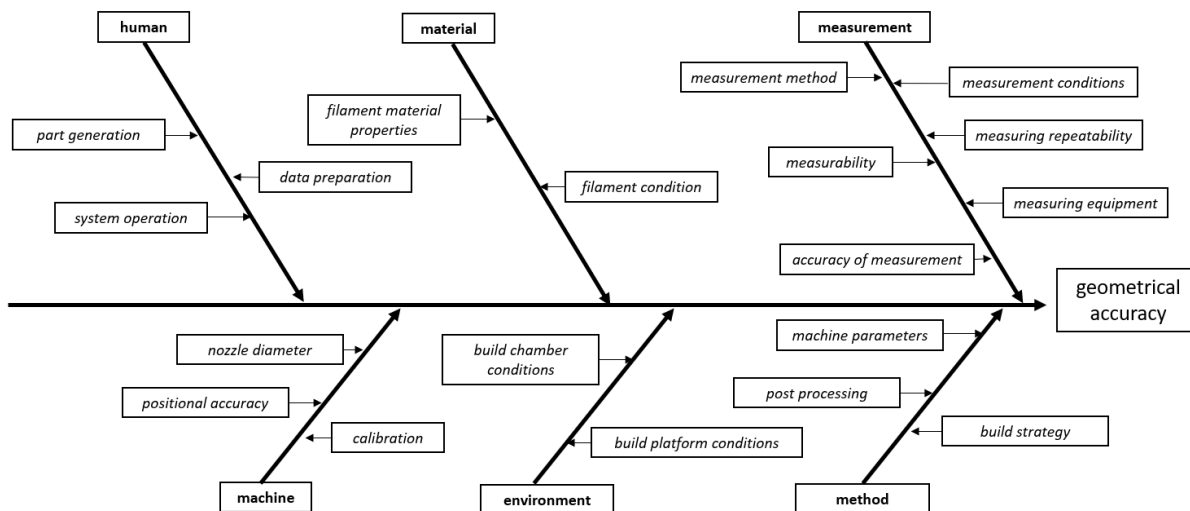 human
material
measurement
measurement method
measurement conditions
filament material
properties
part generation
measuring repeatability
measurability
data preparation
filament condition
system operation
measuring equipment
accuracy of measurement
geometrical
accuracy
nozzle diameter
build chamber
conditions
machine parameters
positional accuracy
post processing
calibration
build platform conditions
build strategy
machine
environment
method